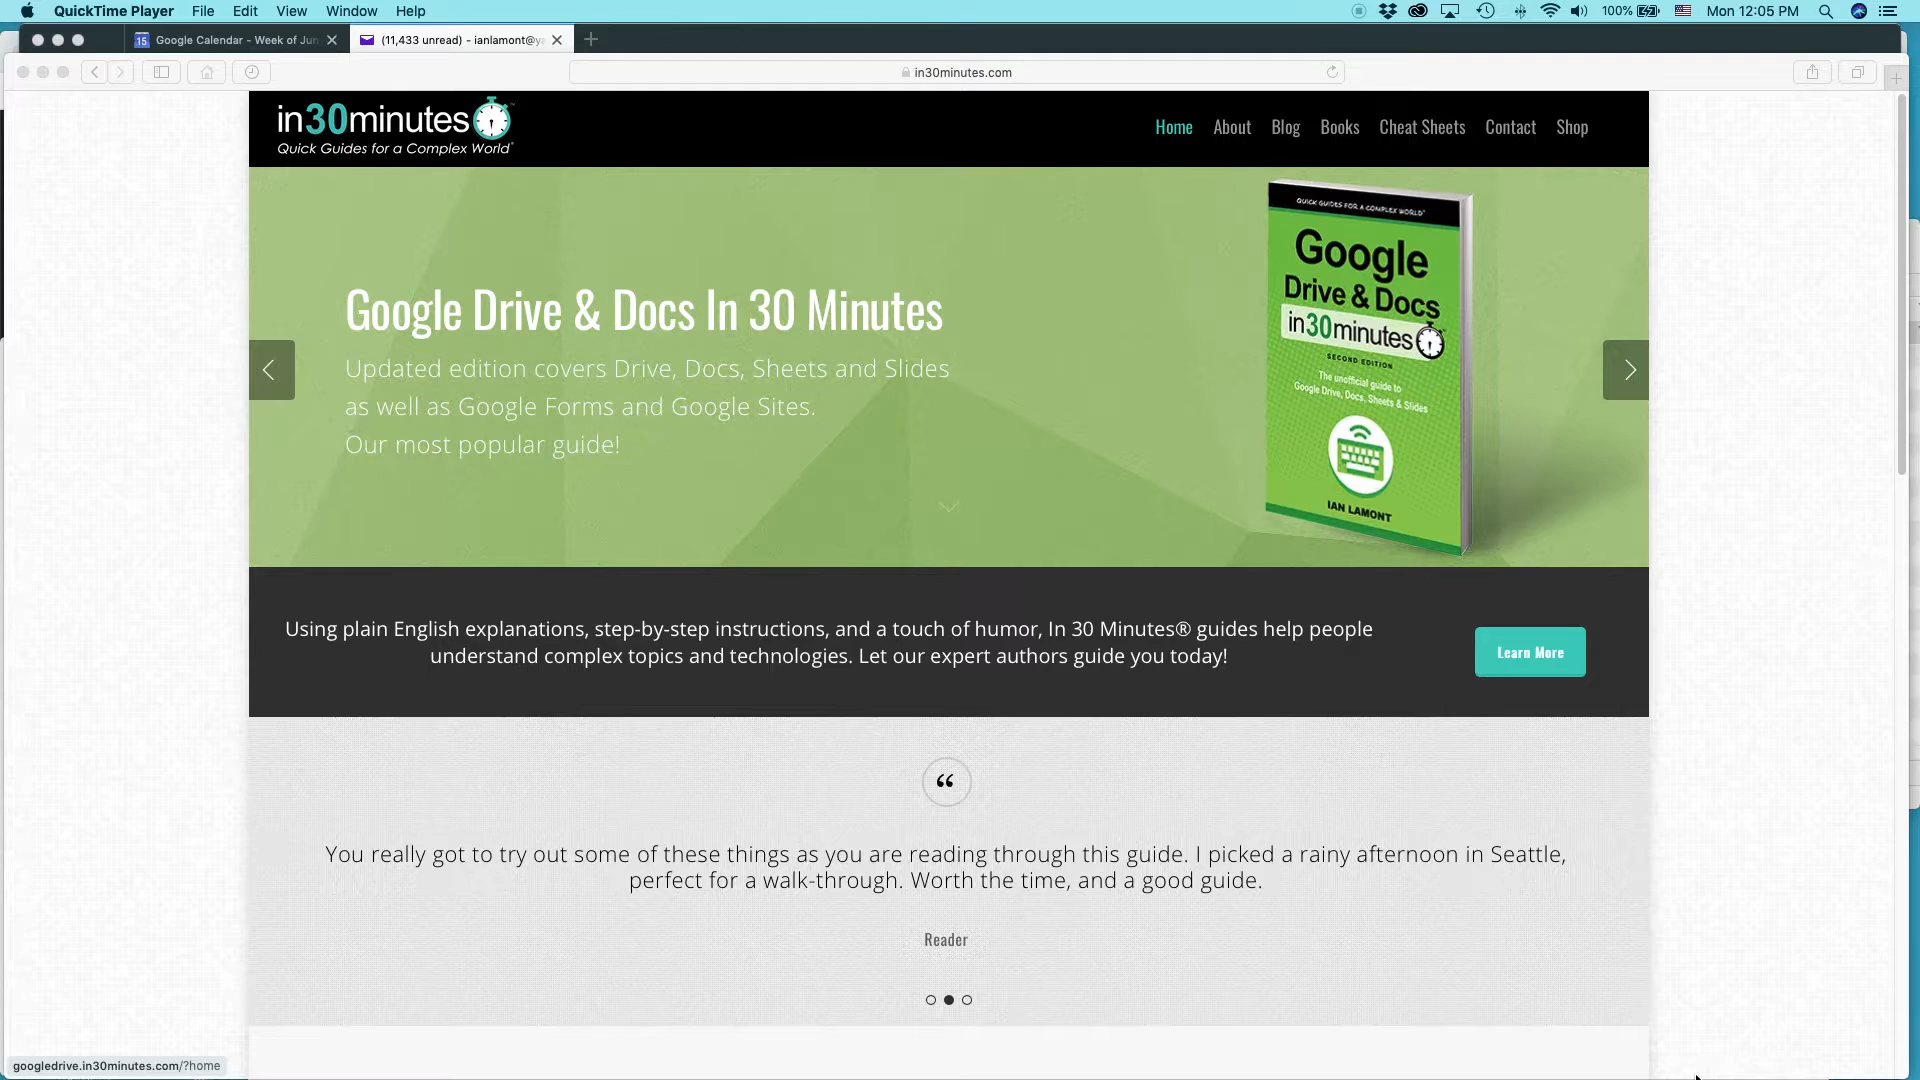 QuickTime Player File Edit View Window Help 100% Mon 12:05 PM
15 Google Calendar - Week of Jun
(11,433 unread) - ianlamont@ya
in30minutes.com
in30minutes
Quick Guides for a Complex World®
Home About Blog Books Cheat Sheets Contact Shop
Google Drive & Docs In 30 Minutes
Updated edition covers Drive, Docs, Sheets and Slides
as well as Google Forms and Google Sites.
Our most popular guide!
QUICK GUIDES FOR A COMPLEX WORLD®
Google
Drive & Docs
in30minutes
SECOND EDITION
The unofficial guide to
Google Drive, Docs, Sheets & Slides
IAN LAMONT
Using plain English explanations, step-by-step instructions, and a touch of humor, In 30 Minutes® guides help people
understand complex topics and technologies. Let our expert authors guide you today!
Learn More
“
You really got to try out some of these things as you are reading through this guide. I picked a rainy afternoon in Seattle,
perfect for a walk-through. Worth the time, and a good guide.
Reader
googledrive.in30minutes.com/?home